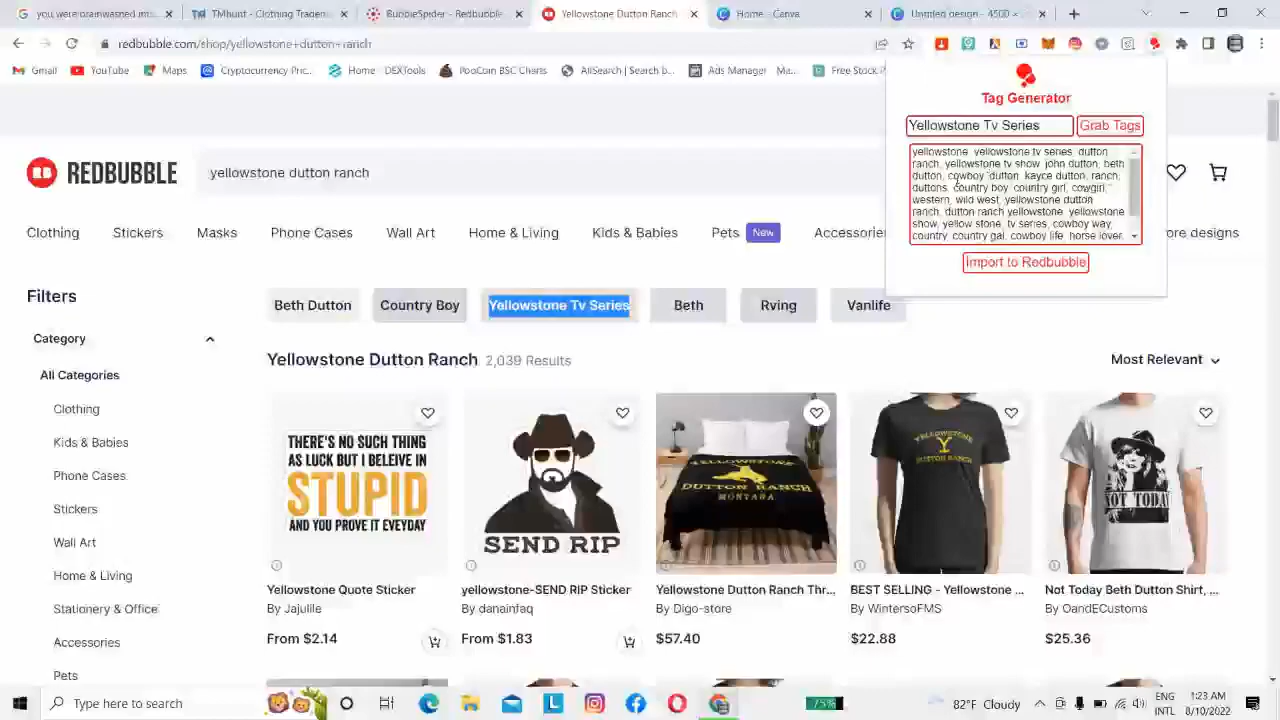 you gwasned.mus
TM TMHunt - Clothing Tradem
BubbleSpider - Redbubble
Yellowstone Dutton Ranch
Home - Canva
redbubble.com/shop/yellowstone+dutton+ranch
Gmail
YouTube
Maps
Cryptocurrency Pric...
Home DEXTools
PooCoin BSC Charts
AllSearch | Search b...
Ads Manager Ma...
Free Stock
Tag Generator
Yellowstone Tv Series
Grab Tags
yellowstone, yellowstone tv series, dutton
ranch, yellowstone tv show, john dutton, beth
dutton, cowboy, dutton, kayce dutton, ranch,
duttons, country boy, country girl, cowgirl,
western, wild west, yellowstone dutton
ranch, dutton ranch yellowstone, yellowstone
show, yellow stone, tv series, cowboy way,
country, country gal, cowboy life, horse lover,
Import to Redbubble
REDBUBBLE
yellowstone dutton ranch
Clothing
Stickers
Masks
Phone Cases
Wall Art
Home & Living
Kids & Babies
Pets
New
Accessories
ore designs
Filters
Beth Dutton
Country Boy
Yellowstone Tv Series
Beth
Rving
Vanlife
Category
Yellowstone Dutton Ranch 2,039 Results
Most Relevant
All Categories
Clothing
Kids & Babies
Phone Cases
Stickers
Wall Art
Home & Living
Stationery & Office
Accessories
Pets
THERE'S NO SUCH THING
AS LUCK BUT I BELEIVE IN
STUPID
AND YOU PROVE IT EVEYDAY
SEND RIP
YELLOWSTONE
DUTTON RANCH
MONTANA
YELLOWSTONE
Y
DUTTON RANCH
NOT TODAY
Yellowstone Quote Sticker
By Jajulile
From $2.14
yellowstone-SEND RIP Sticker
By danainfaq
From $1.83
Yellowstone Dutton Ranch Thr...
By Digo-store
$57.40
BEST SELLING - Yellowstone ...
By WintersoFMS
$22.88
Not Today Beth Dutton Shirt, ...
By OandECustoms
$25.36
Type here to search
75%
82°F Cloudy
ENG
INTL
1:23 AM
8/10/2022